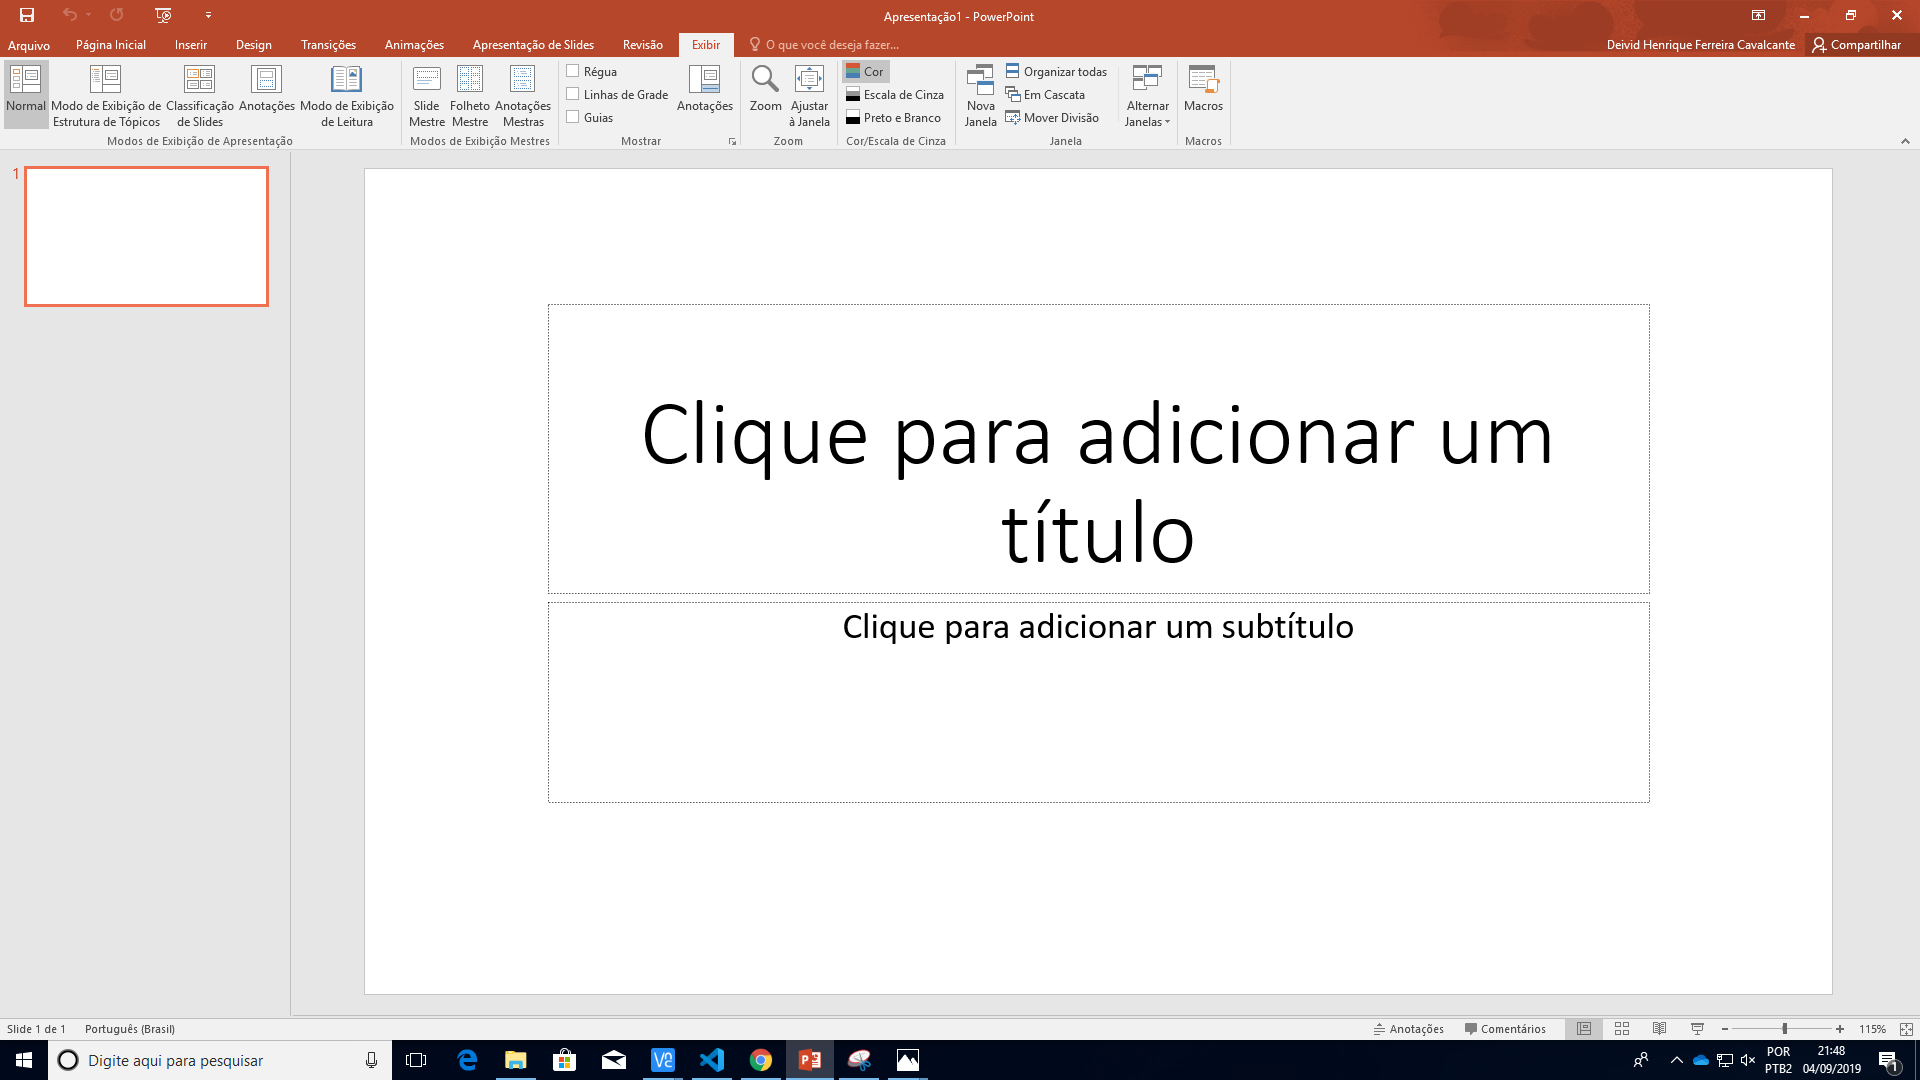 Apresentação1 - PowerPoint
Arquivo Página Inicial Inserir Design Transições Animações Apresentação de Slides Revisão Exibir O que você deseja fazer... Deivid Henrique Ferreira Cavalcante Compartilhar
Normal
Modo de Exibição de
Estrutura de Tópicos
Classificação
de Slides
Anotações
Modo de Exibição
de Leitura
Modos de Exibição de Apresentação
Slide
Mestre
Folheto
Mestre
Anotações
Mestras
Modos de Exibição Mestres
Régua
Linhas de Grade
Guias
Anotações
Mostrar
Zoom
Ajustar
à Janela
Zoom
Cor
Escala de Cinza
Preto e Branco
Cor/Escala de Cinza
Nova
Janela
Organizar todas
Em Cascata
Mover Divisão
Alternar
Janelas
Janela
Macros
Macros
1
Clique para adicionar um
título
Clique para adicionar um subtítulo
Slide 1 de 1 Português (Brasil) Anotações Comentários 115%
Digite aqui para pesquisar
POR
PTB2
21:48
04/09/2019
1